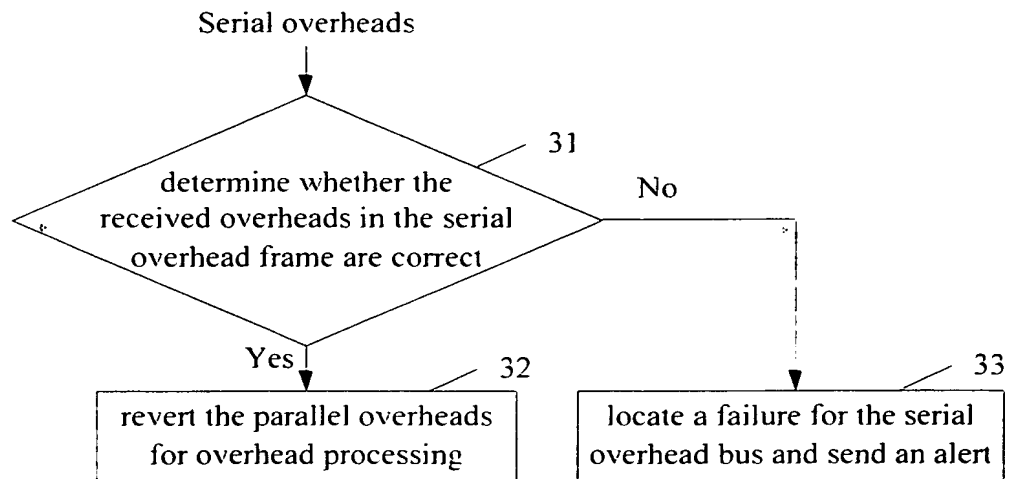 Serial overheads
31
determine whether the
received overheads in the serial
overhead frame are correct
No
Yes
32
revert the parallel overheads
for overhead processing
33
locate a failure for the serial
overhead bus and send an alert